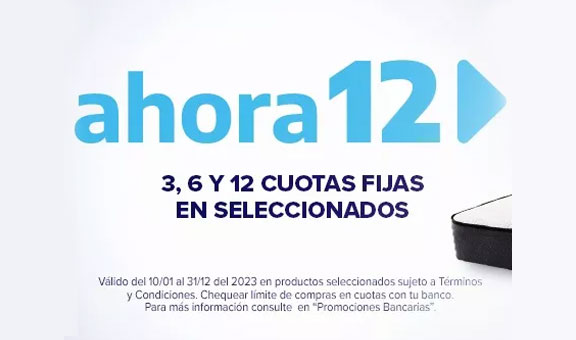 ahora12
3, 6 Y 12 CUOTAS FIJAS
EN SELECCIONADOS
Válido del 10/01 al 31/12 del 2023 en productos seleccionados sujeto a Términos
y Condiciones. Chequear límite de compras en cuotas con tu banco.
Para más información consulte en “Promociones Bancarias”.